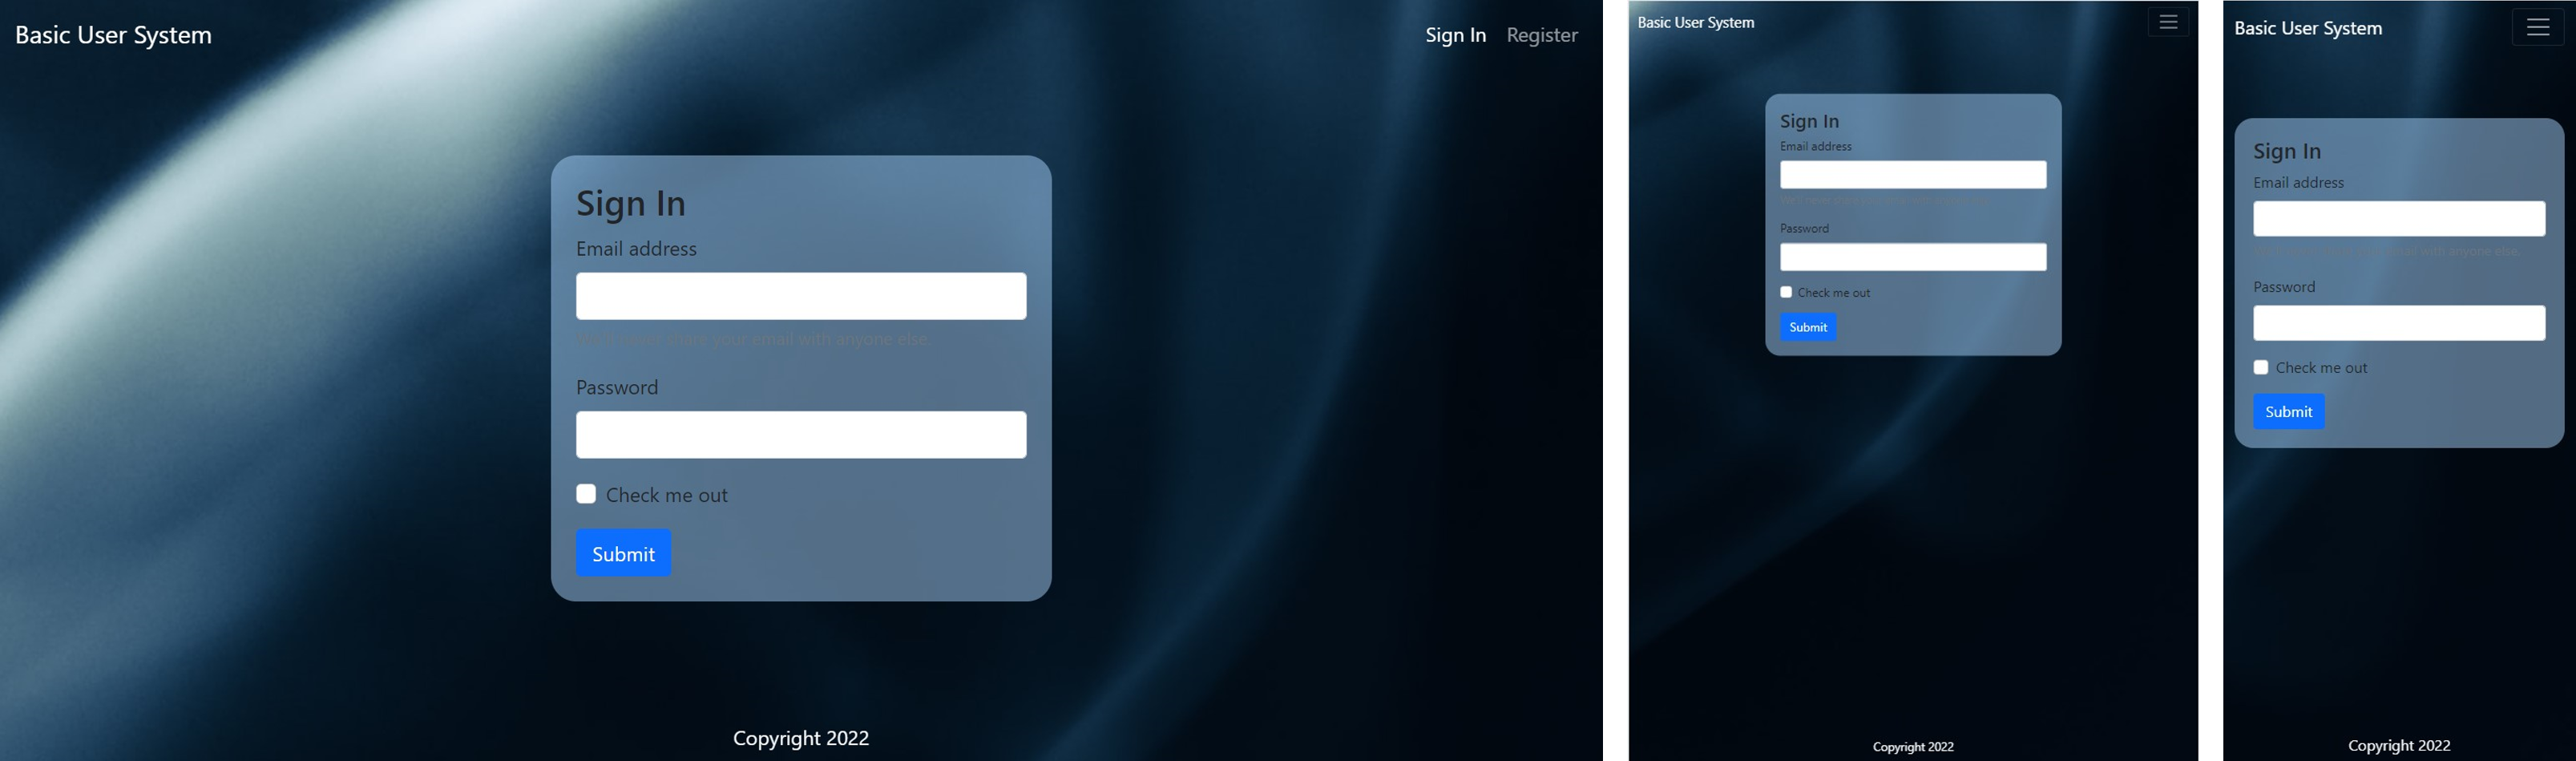 Basic User System
Sign In Register
Sign In
Email address
We'll never share your email with anyone else.
Password
Check me out
Submit
Copyright 2022
Basic User System
Sign In
Email address
Password
Check me out
Submit
Copyright 2022
Basic User System
Sign In
Email address
email with anyone else.
Password
Check me out
Submit
Copyright 2022